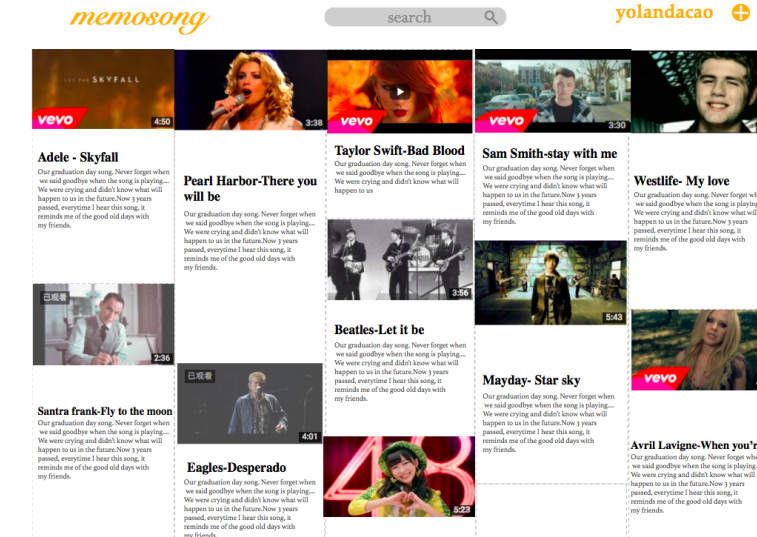 memosong
search
yolandacao
LET THE SKYFALL
vevo
4:50
Adele - Skyfall
Our graduation day song. Never forget when
we said goodbye when the song is playing....
We were crying and didn't know what will
happen to us in the future.Now 3 years
passed, everytime I hear this song, it
reminds me of the good old days with
my friends.
已观看
2:36
Santra frank-Fly to the moon
Our graduation day song. Never forget when
we said goodbye when the song is playing....
We were crying and didn't know what will
happen to us in the future.Now 3 years
passed, everytime I hear this song, it
reminds me of the good old days with
my friends.
3:38
Pearl Harbor-There you
will be
Our graduation day song. Never forget when
we said goodbye when the song is playing....
We were crying and didn't know what will
happen to us in the future.Now 3 years
passed, everytime I hear this song, it
reminds me of the good old days with
my friends.
已观看
4:01
Eagles-Desperado
Our graduation day song. Never forget when
we said goodbye when the song is playing....
We were crying and didn't know what will
happen to us in the future.Now 3 years
passed, everytime I hear this song, it
reminds me of the good old days with
vevo
Taylor Swift-Bad Blood
Our graduation day song. Never forget when
we said goodbye when the song is playing....
We were crying and didn't know what will
happen to us
BEATLES
3:56
Beatles-Let it be
Our graduation day song. Never forget when
we said goodbye when the song is playing....
We were crying and didn't know what will
happen to us in the future.Now 3 years
passed, everytime I hear this song, it
reminds me of the good old days with
my friends.
48
5:23
vevo
3:30
Sam Smith-stay with me
Our graduation day song. Never forget when
we said goodbye when the song is playing....
We were crying and didn't know what will
happen to us in the future.Now 3 years
passed, everytime I hear this song, it
reminds me of the good old days with
my friends.
5:43
Mayday- Star sky
Our graduation day song. Never forget when
we said goodbye when the song is playing....
We were crying and didn't know what will
happen to us in the future.Now 3 years
passed, everytime I hear this song, it
reminds me of the good old days with
my friends.
Westlife- My love
Our graduation day song. Never forget wh
we said goodbye when the song is playing
We were crying and didn't know what will
happen to us in the future.Now 3 years
passed, everytime I hear this song, it
reminds me of the good old days with
my friends.
vevo
Avril Lavigne-When you'r
Our graduation day song. Never forget whe
we said goodbye when the song is playing.
We were crying and didn't know what will
happen to us in the future.Now 3 years
passed, everytime I hear this song, it
reminds me of the good old days with
my friends.